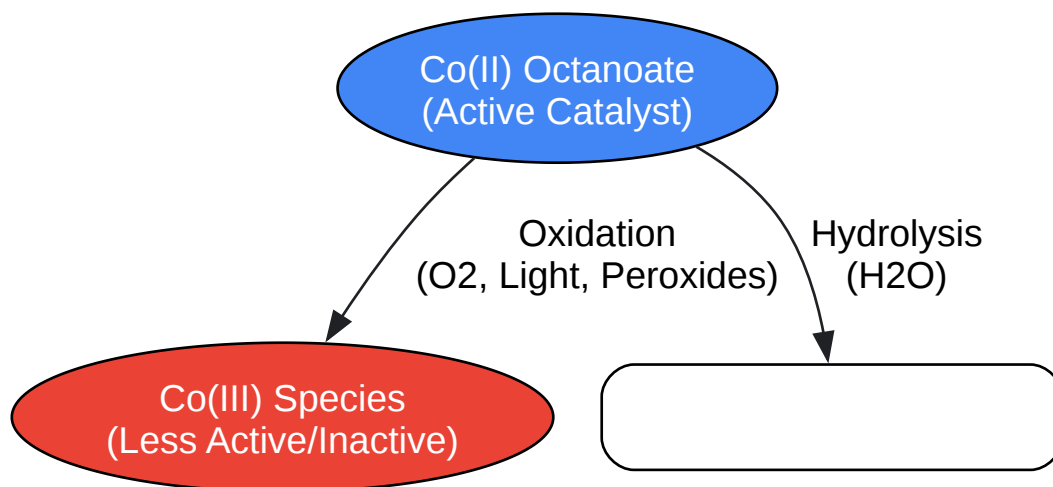 Co(II) Octanoate
(Active Catalyst)
Oxidation
(O2, Light, Peroxides)
Hydrolysis
(H2O)
Co(III) Species
(Less Active/Inactive)